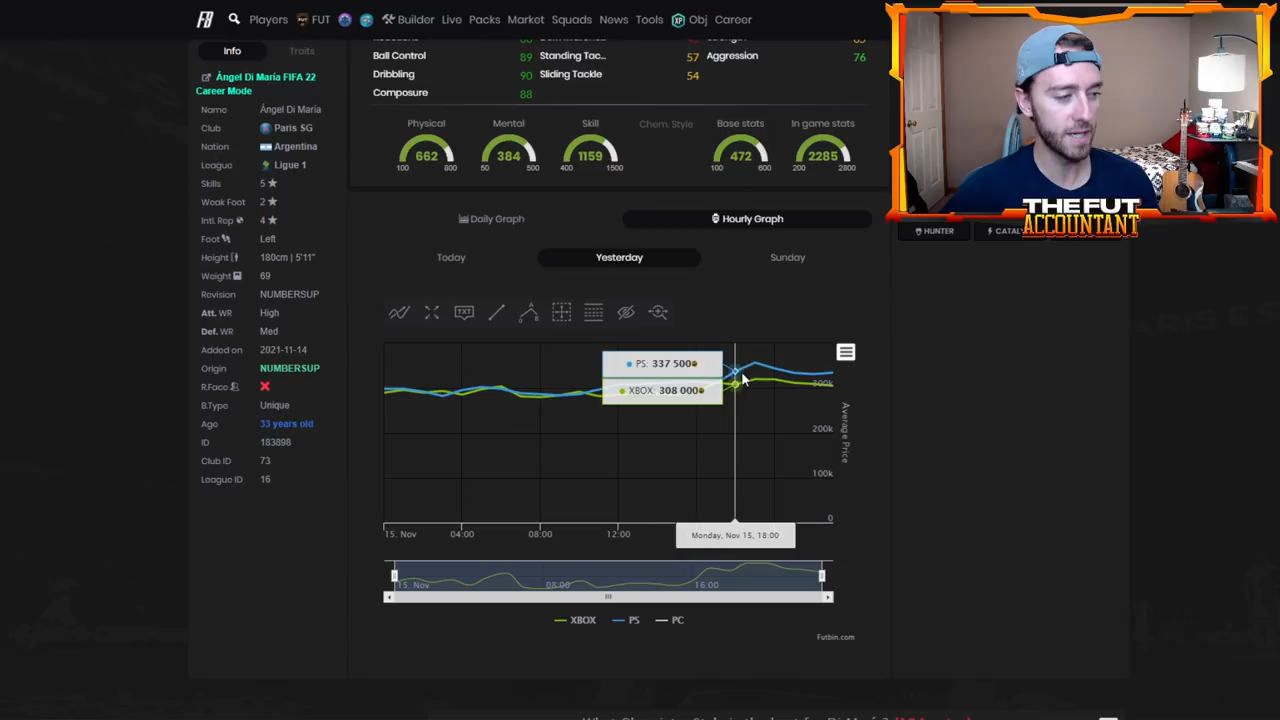 FB Players FUT Builder Live Packs Market Squads News Tools XP Obj Career
Info Traits
Ángel Di María FIFA 22
Career Mode
Name Ángel Di María
Club Paris SG
Nation Argentina
League Ligue 1
Skills 5 ★
Weak Foot 2 ★
Intl. Rep 4 ★
Foot Left
Height 180cm | 5'11"
Weight 69
Revision NUMBERSUP
Att. WR High
Def. WR Med
Added on 2021-11-14
Origin NUMBERSUP
R.Face
B.Type Unique
Age 33 years old
ID 183898
Club ID 73
League ID 16
Ball Control 89 Standing Tac... 57 Aggression 76
Dribbling 90 Sliding Tackle 54
Composure 88
Physical Mental Skill Chem. Style Base stats In game stats
662 384 1159 472 2285
100 800 50 500 400 1500 100 600 200 2800
Daily Graph Hourly Graph
Today Yesterday Sunday
TXT
PS: 337 500
XBOX: 308 000
300k
200k
100k
0
Average Price
15. Nov 04:00 08:00 12:00
Monday, Nov 15, 18:00
15. Nov 08:00 16:00
XBOX PS PC
Futbin.com
THE FUT
ACCOUNTANT
HUNTER CATALY